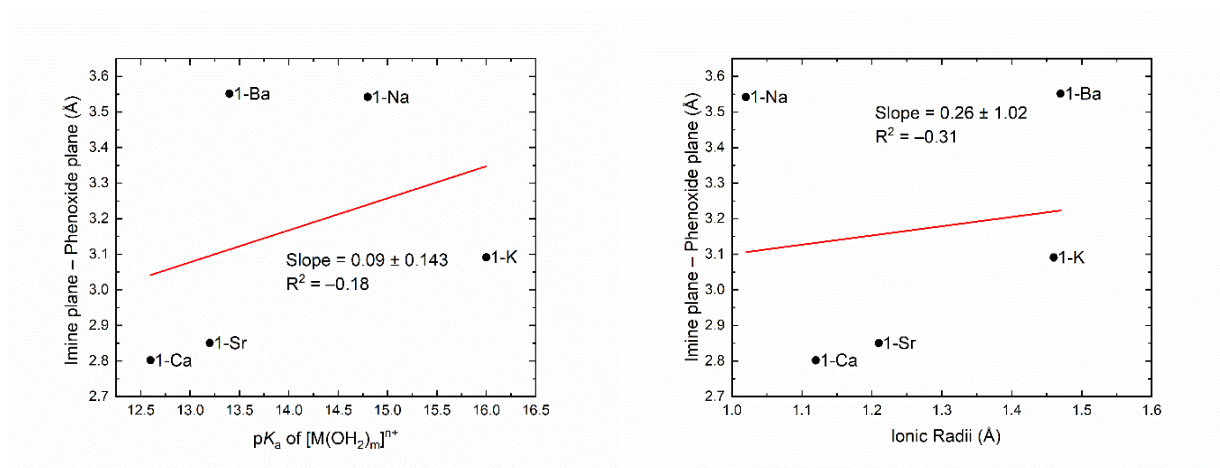 Imine plane – Phenoxide plane (Å)
3.6
3.5
3.4
3.3
3.2
3.1
3.0
2.9
2.8
2.7
1-Ba
1-Na
1-K
1-Sr
1-Ca
Slope = 0.09 ± 0.143
R² = –0.18
12.5 13.0 13.5 14.0 14.5 15.0 15.5 16.0 16.5
pKₐ of [M(OH2)m]ⁿ⁺
Imine plane – Phenoxide plane (Å)
3.6
3.5
3.4
3.3
3.2
3.1
3.0
2.9
2.8
2.7
1-Na
1-Ba
Slope = 0.26 ± 1.02
R² = –0.31
1-K
1-Sr
1-Ca
1.0 1.1 1.2 1.3 1.4 1.5 1.6
Ionic Radii (Å)